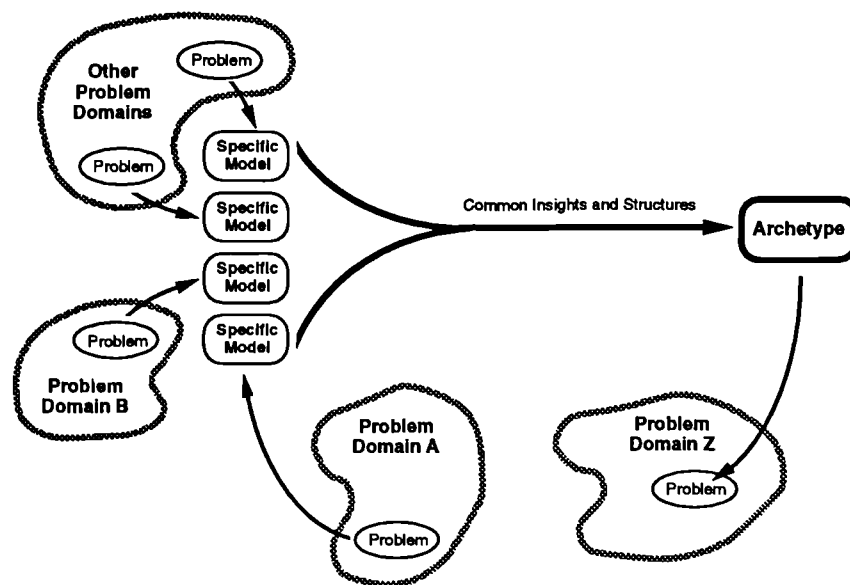 Problem
Other
Problem
Domains
Problem
Specific
Model
Specific
Model
Specific
Model
Specific
Model
Common Insights and Structures
Archetype
Problem
Problem
Domain B
Problem
Domain A
Problem
Problem
Domain Z
Problem